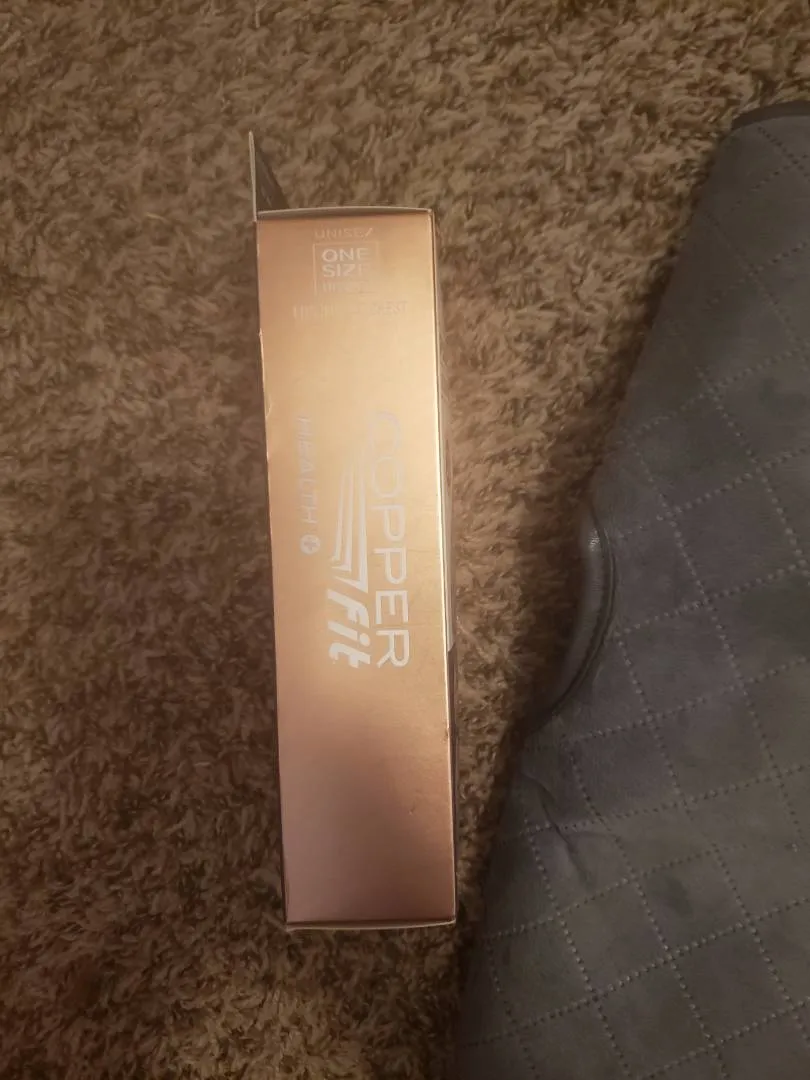 UNISEX
ONE
SIZE
COPPER
fit
HEALTH +